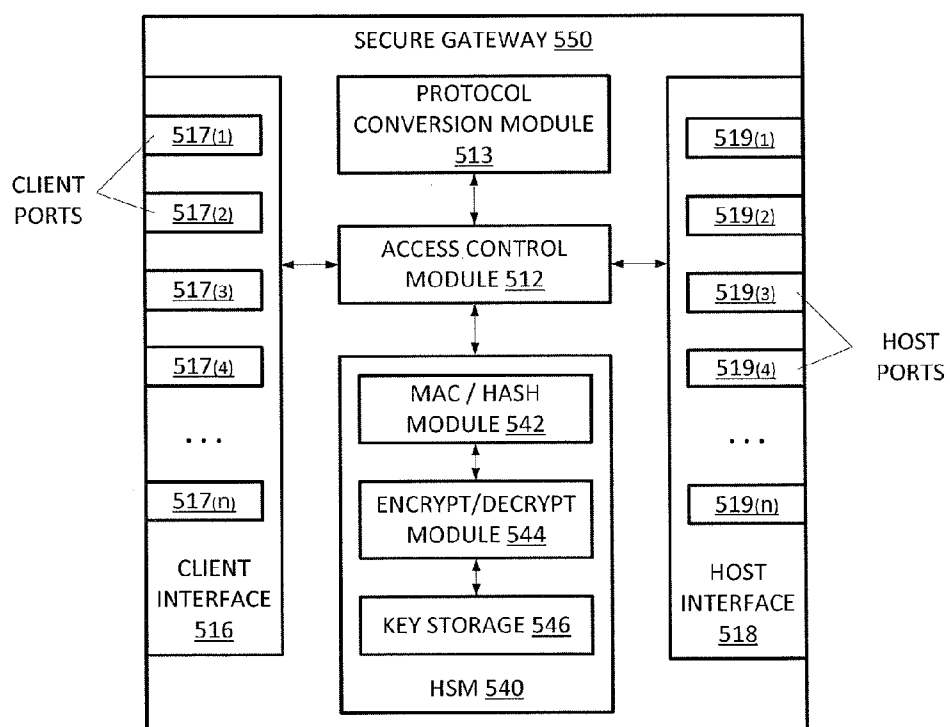 SECURE GATEWAY 550
PROTOCOL
CONVERSION MODULE
513
517(1)
517(2)
517(3)
517(4)
...
517(n)
CLIENT
PORTS
CLIENT
INTERFACE
516
ACCESS CONTROL
MODULE 512
MAC / HASH
MODULE 542
ENCRYPT/DECRYPT
MODULE 544
KEY STORAGE 546
HSM 540
519(1)
519(2)
519(3)
519(4)
...
519(n)
HOST
PORTS
HOST
INTERFACE
518